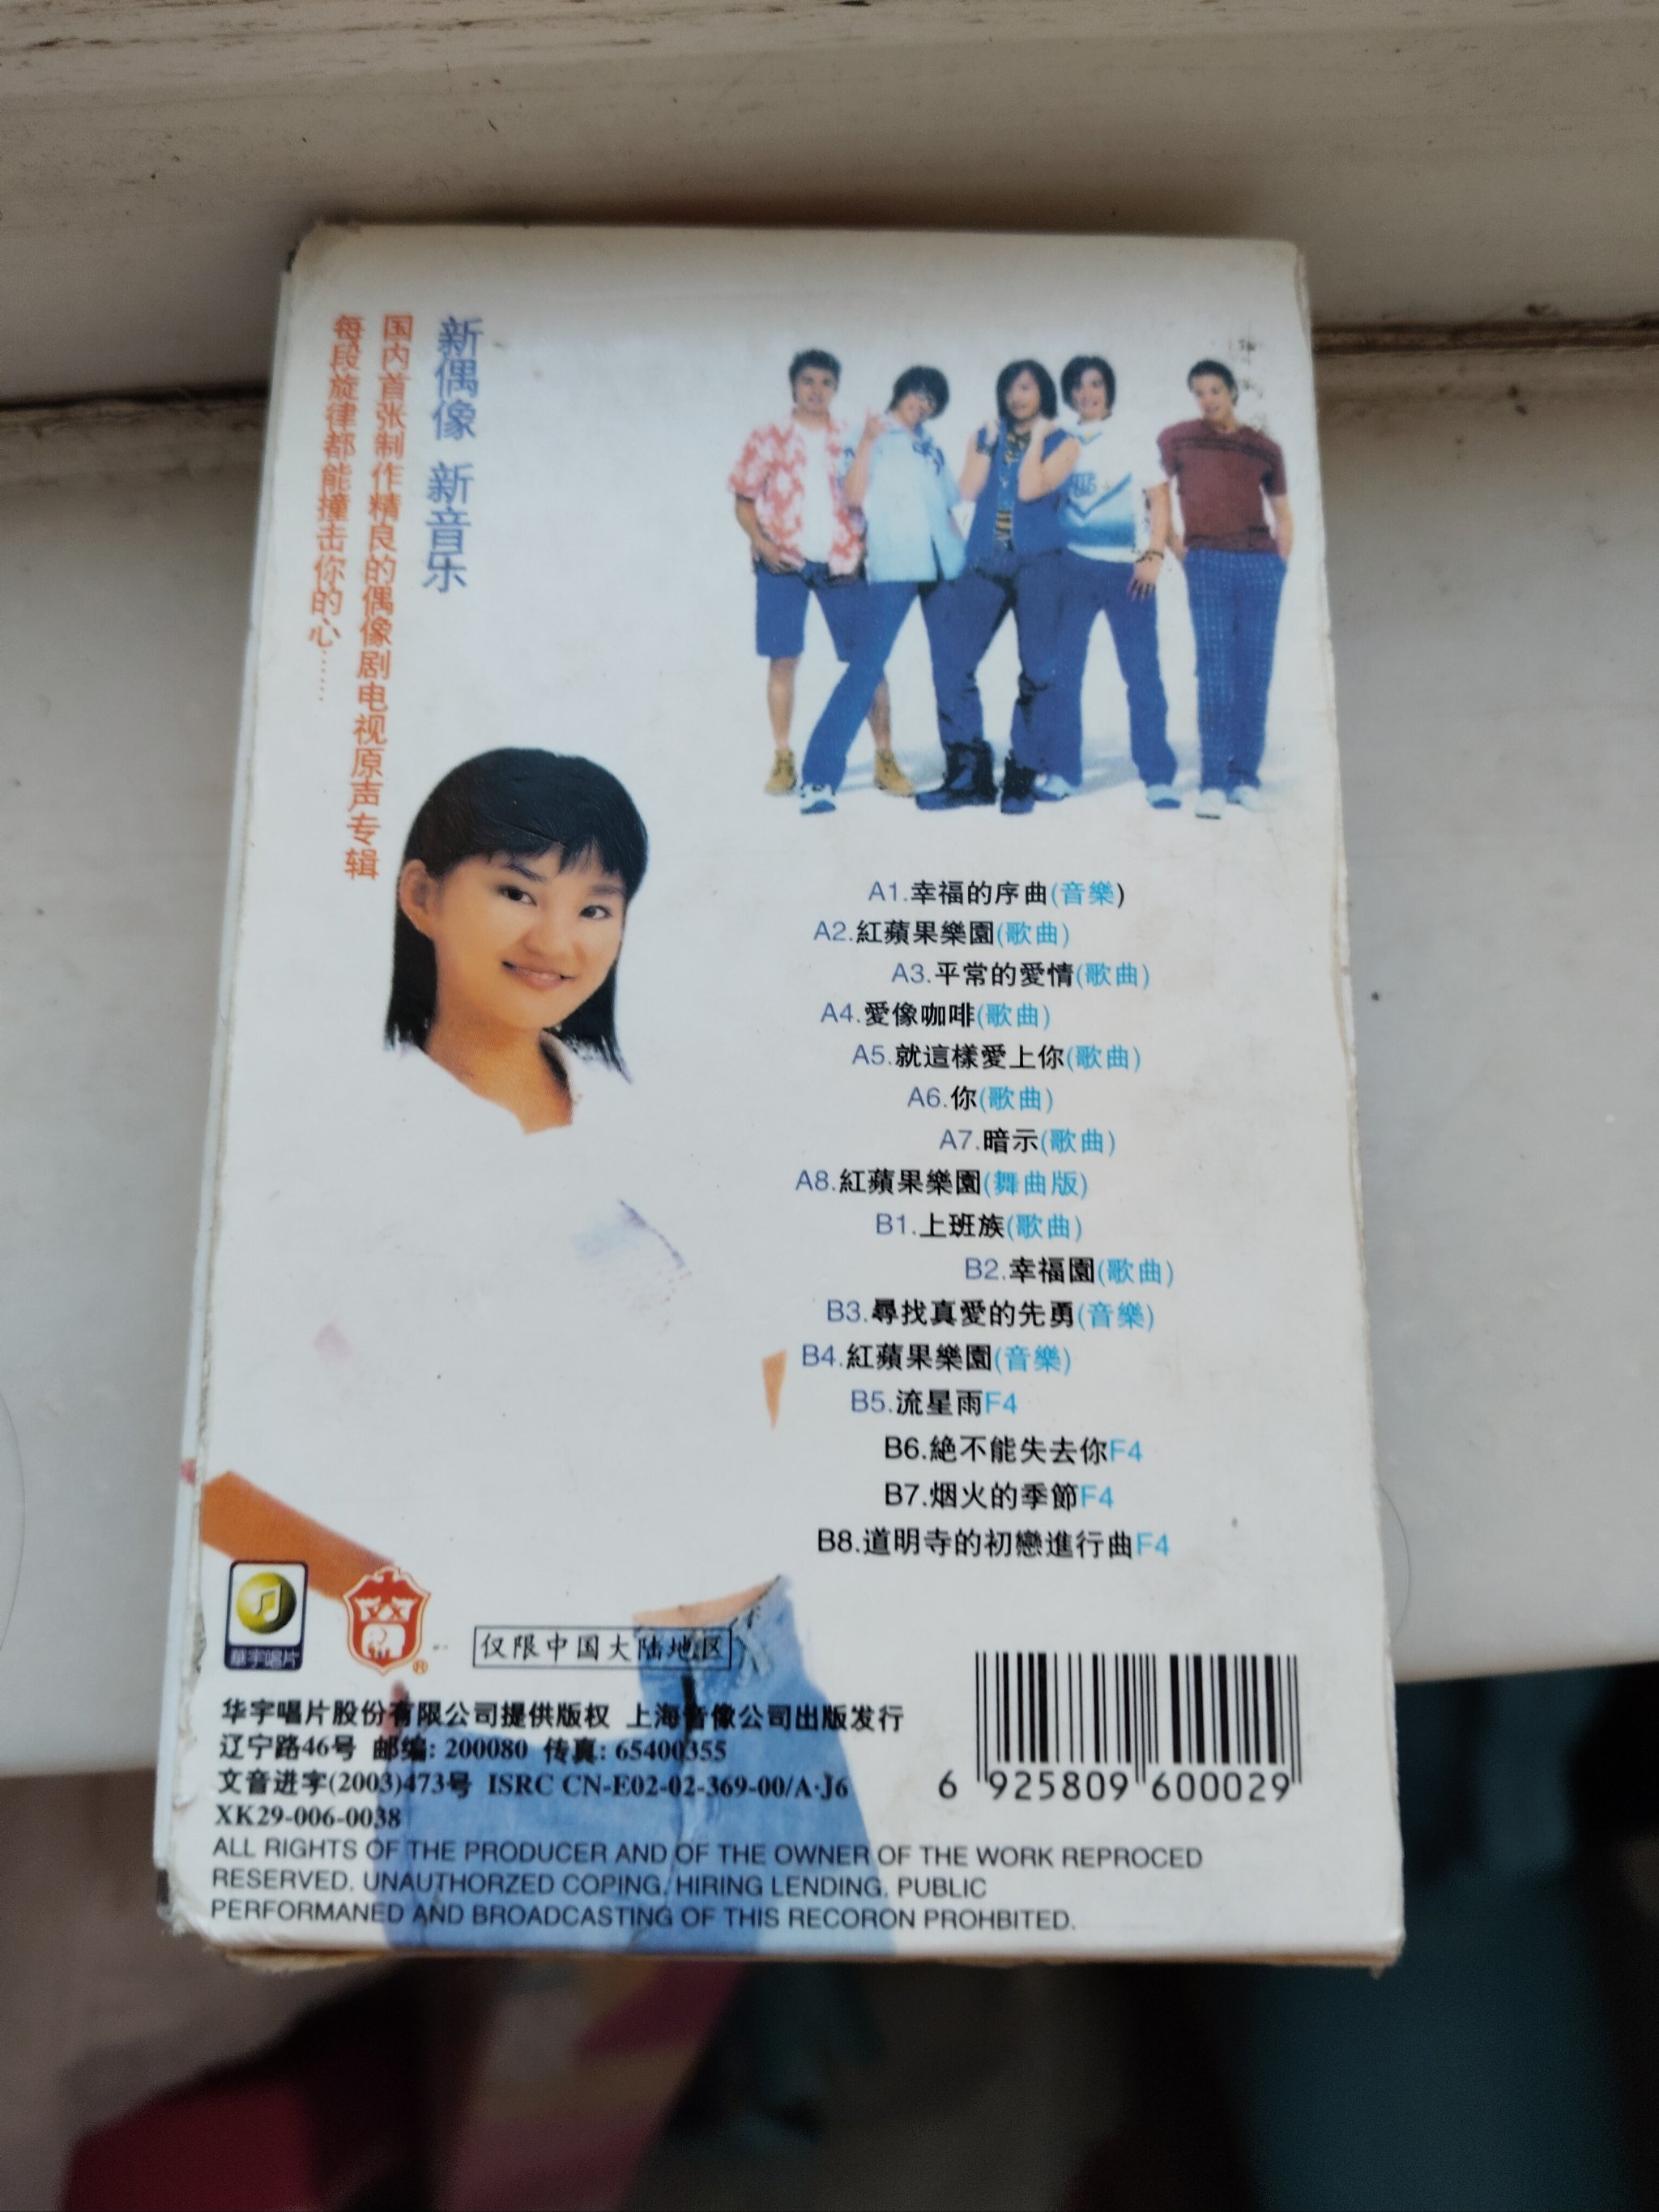 新偶像 新音乐
国内首张制作精良的偶像剧电视原声专辑
每段旋律都能撞击你的心……
A1.幸福的序曲(音樂)
A2.紅蘋果樂園(歌曲)
A3.平常的愛情(歌曲)
A4.愛像咖啡(歌曲)
A5.就這樣愛上你(歌曲)
A6.你(歌曲)
A7.暗示(歌曲)
A8.紅蘋果樂園(舞曲版)
B1.上班族(歌曲)
B2.幸福園(歌曲)
B3.尋找真愛的先勇(音樂)
B4.紅蘋果樂園(音樂)
B5.流星雨F4
B6.絕不能失去你F4
B7.烟火的季節F4
B8.道明寺的初戀進行曲F4
華宇唱片
®
仅限中国大陆地区
华宇唱片股份有限公司提供版权 上海音像公司出版发行
辽宁路46号 邮编: 200080 传真: 65400355
文音进字(2003)473号 ISRC CN-E02-02-369-00/A·J6
XK29-006-0038
6 925809 600029
ALL RIGHTS OF THE PRODUCER AND OF THE OWNER OF THE WORK REPROCED
RESERVED. UNAUTHORZED COPING. HIRING LENDING. PUBLIC
PERFORMANED AND BROADCASTING OF THIS RECORON PROHBITED.